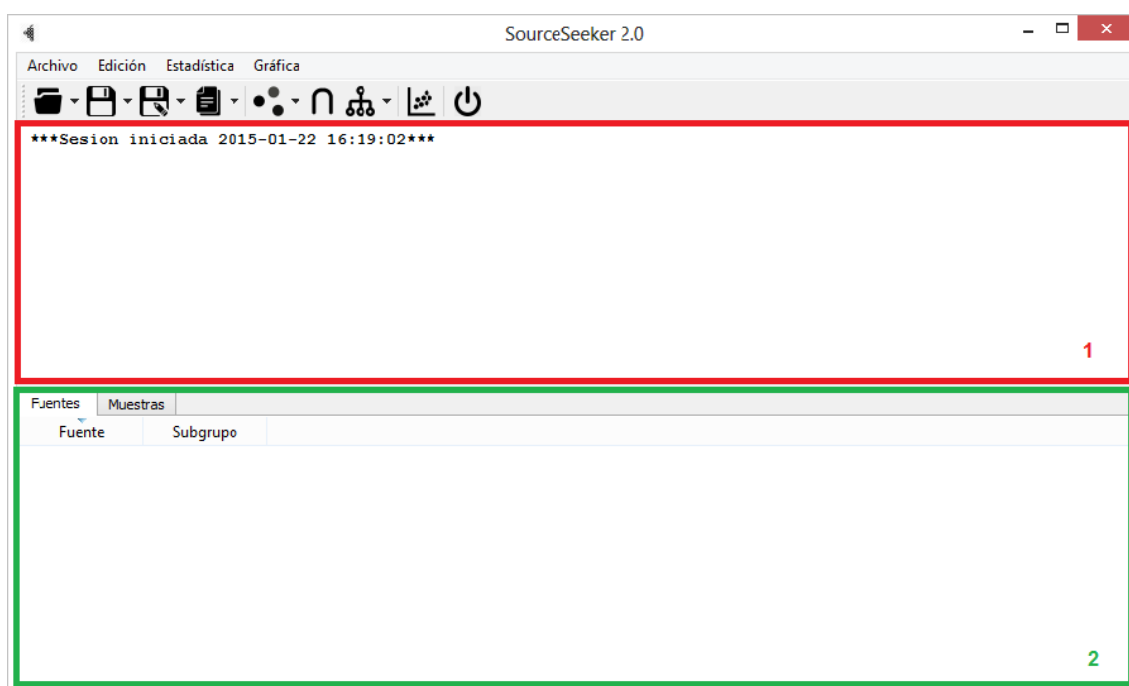 SourceSeeker 2.0
Archivo Edición Estadística Gráfica
***Sesion iniciada 2015-01-22 16:19:02***
1
Fuentes Muestras
Fuente Subgrupo
2